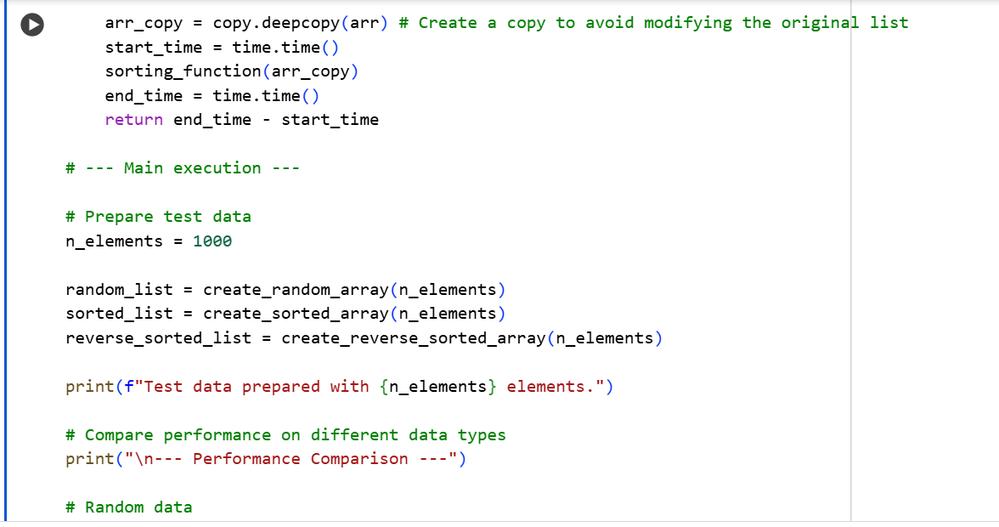 arr_copy = copy.deepcopy(arr) # Create a copy to avoid modifying the original list
start_time = time.time()
sorting_function(arr_copy)
end_time = time.time()
return end_time - start_time
# --- Main execution ---
# Prepare test data
n_elements = 1000
random_list = create_random_array(n_elements)
sorted_list = create_sorted_array(n_elements)
reverse_sorted_list = create_reverse_sorted_array(n_elements)
print(f"Test data prepared with {n_elements} elements.")
# Compare performance on different data types
print("\n--- Performance Comparison ---")
# Random data